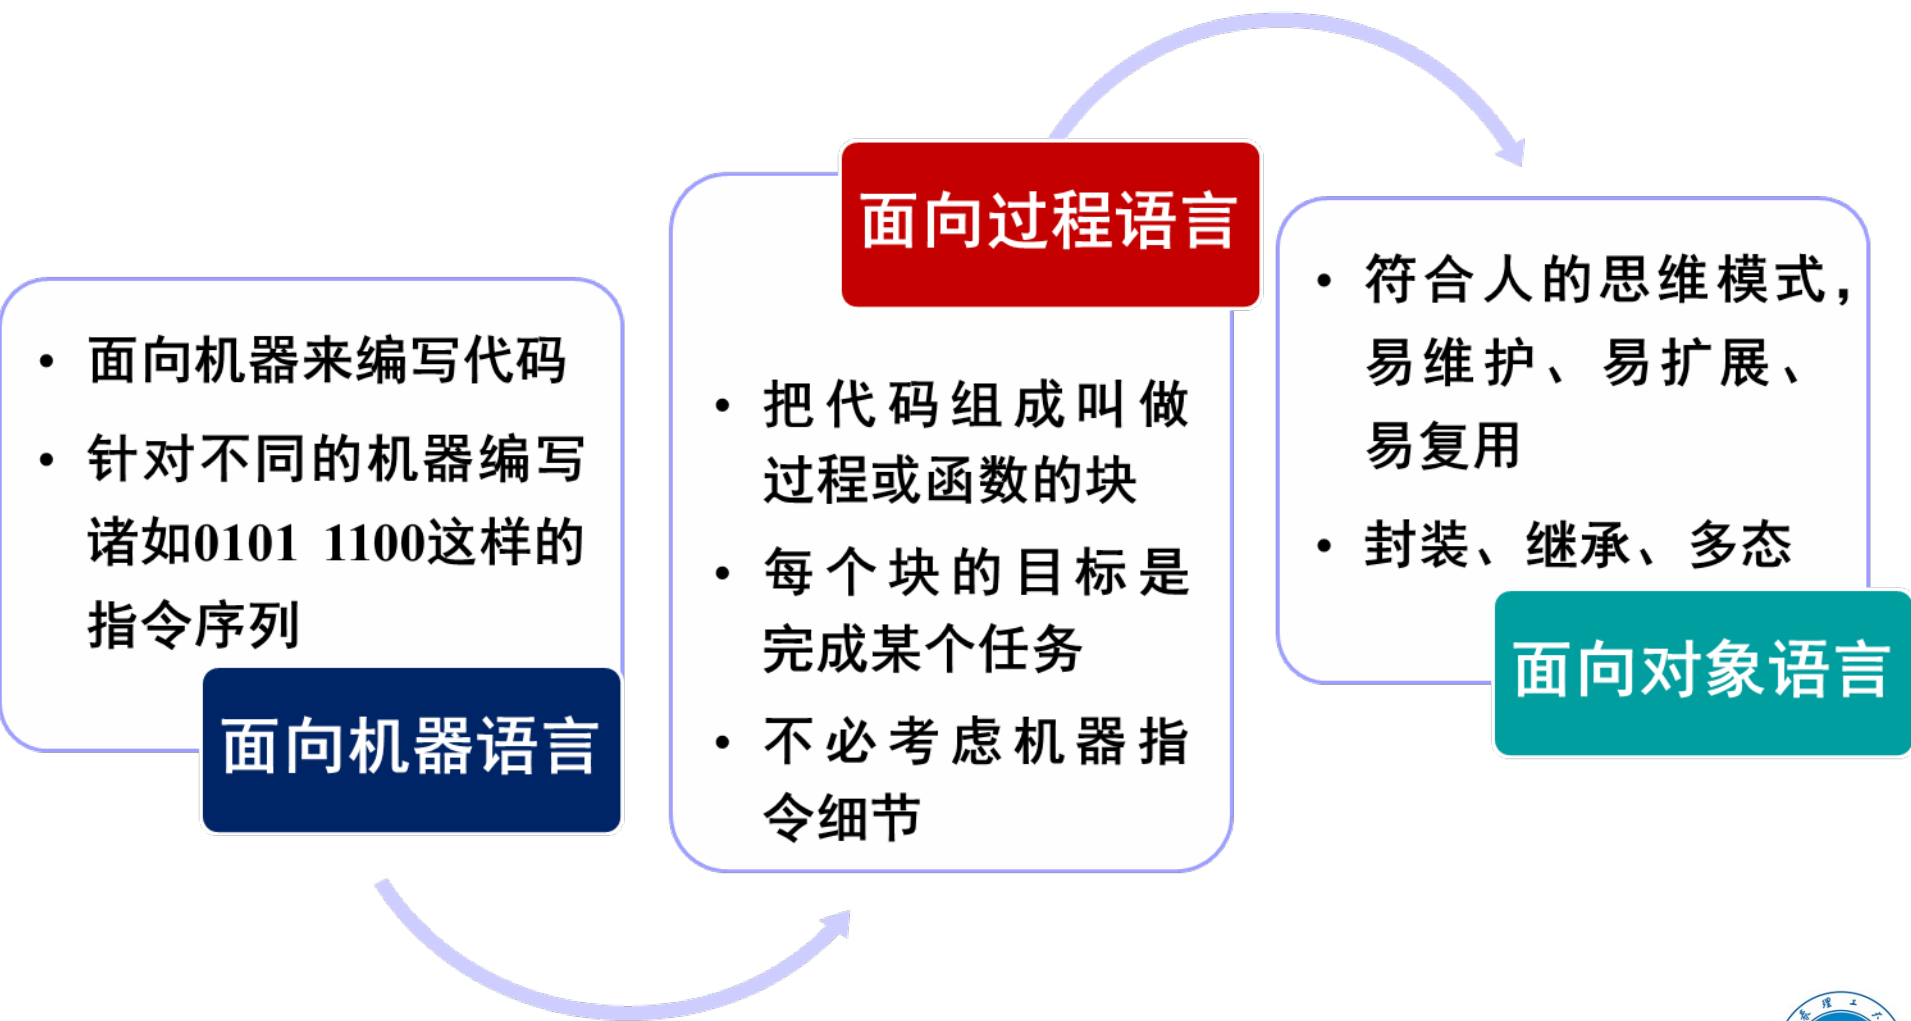 • 面向机器来编写代码
• 针对不同的机器编写
诸如0101 1100这样的
指令序列
面向机器语言
面向过程语言
• 把代码组成叫做
过程或函数的块
• 每个块的目标是
完成某个任务
• 不必考虑机器指
令细节
• 符合人的思维模式，
易维护、易扩展、
易复用
• 封装、继承、多态
面向对象语言
理工